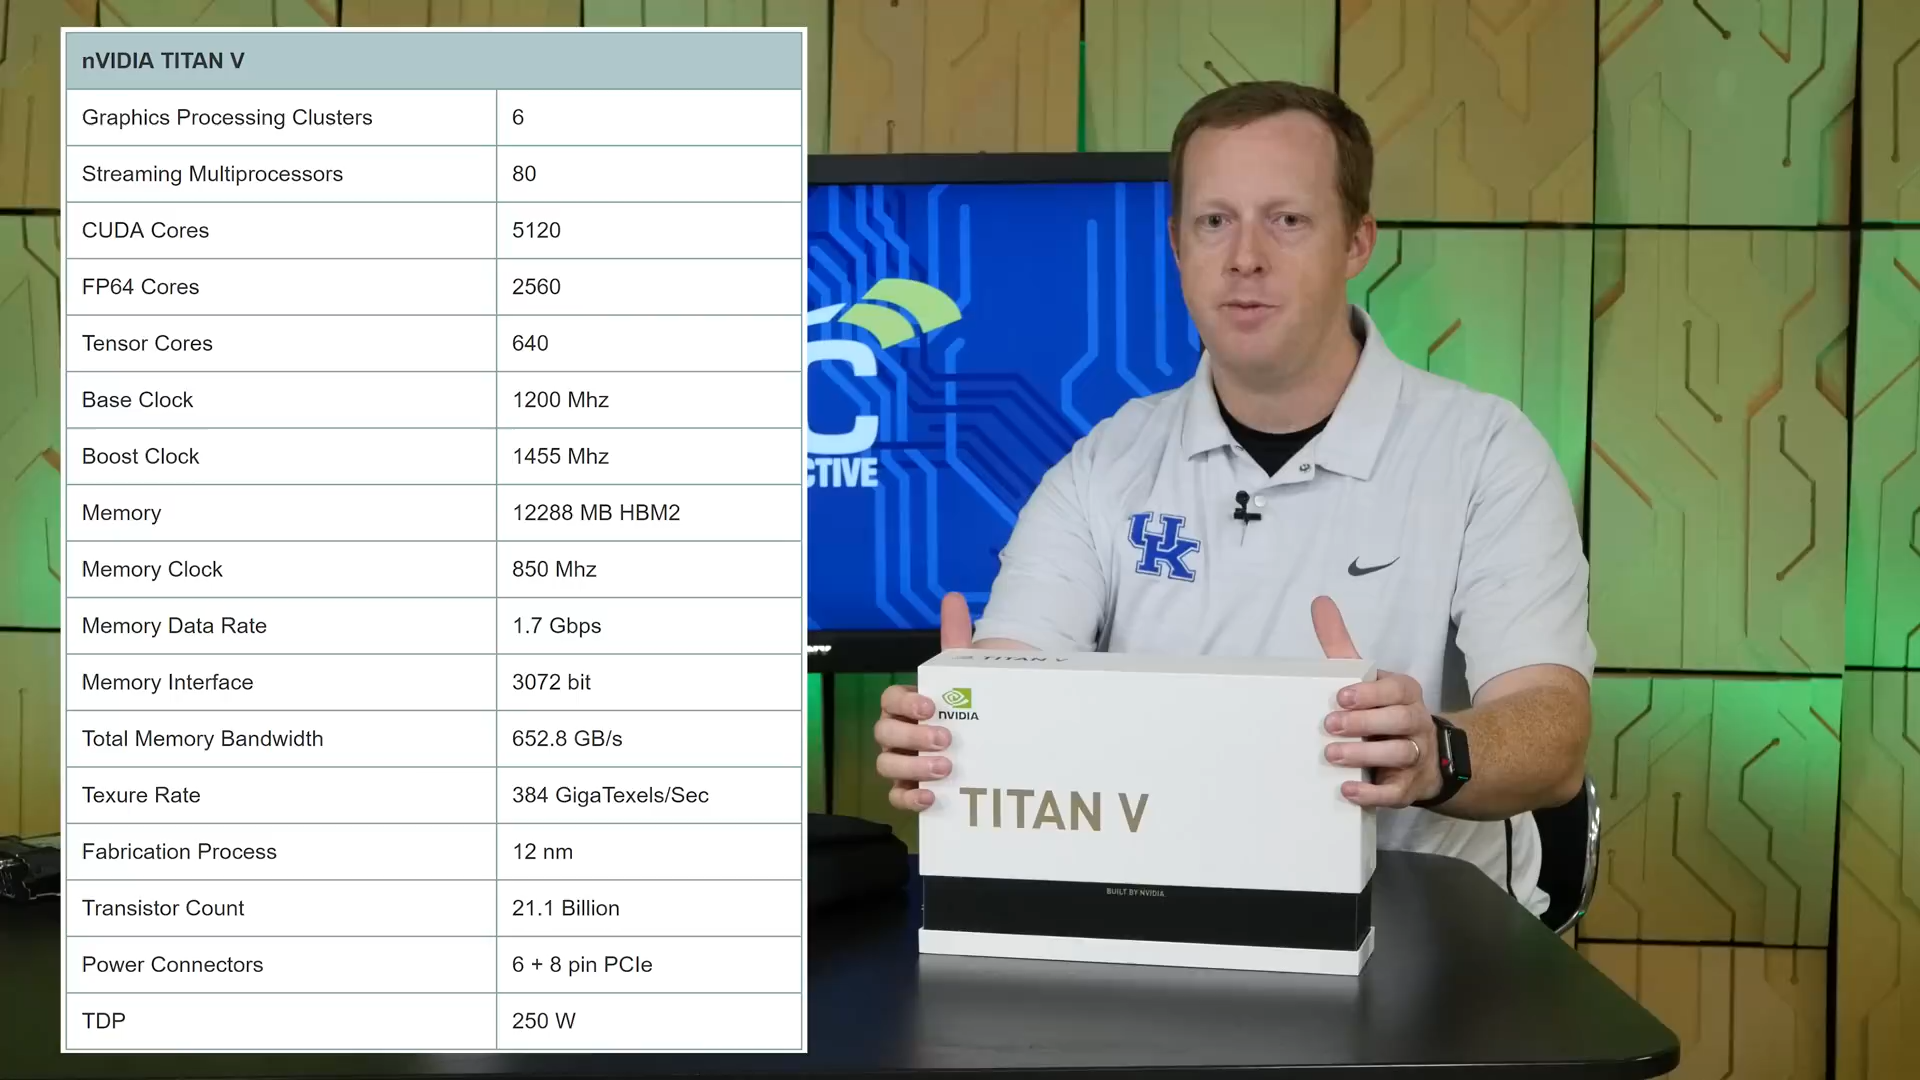 nVIDIA TITAN V
Graphics Processing Clusters 6
Streaming Multiprocessors 80
CUDA Cores 5120
FP64 Cores 2560
Tensor Cores 640
Base Clock 1200 Mhz
Boost Clock 1455 Mhz
Memory 12288 MB HBM2
Memory Clock 850 Mhz
Memory Data Rate 1.7 Gbps
Memory Interface 3072 bit
Total Memory Bandwidth 652.8 GB/s
Texure Rate 384 GigaTexels/Sec
Fabrication Process 12 nm
Transistor Count 21.1 Billion
Power Connectors 6 + 8 pin PCIe
TDP 250 W
C
CTIVE
UK
TITAN V
NVIDIA
TITAN V
BUILT BY NVIDIA